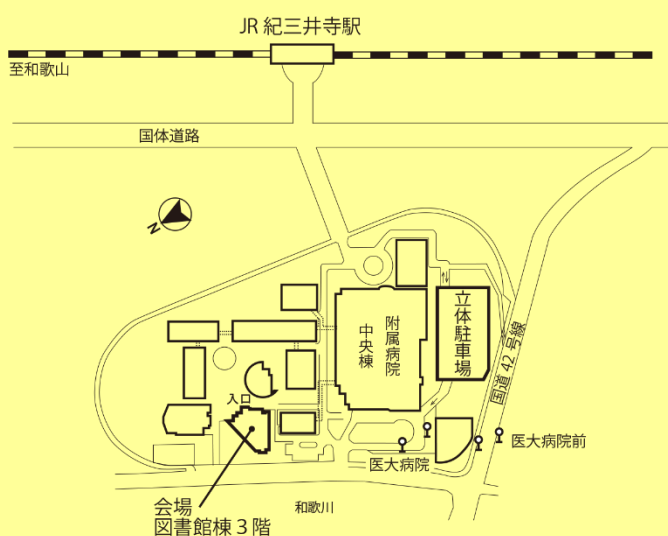 JR 紀三井寺駅
至和歌山
国体道路
N
附属病院
中央棟
立体駐車場
国道 42 号線
入口
医大病院前
医大病院
会場
図書館棟 3 階
和歌川